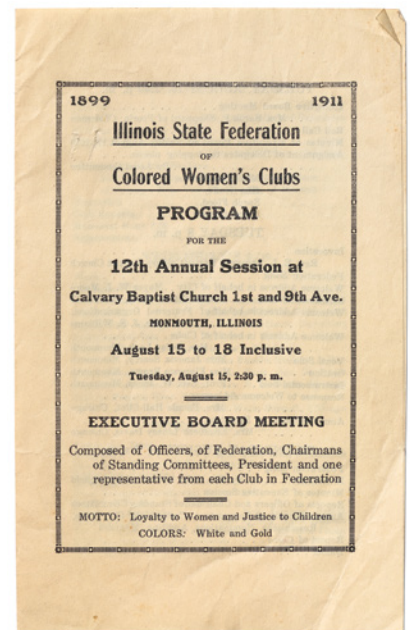 1899 1911
Illinois State Federation
OF
Colored Women's Clubs
PROGRAM
FOR THE
12th Annual Session at
Calvary Baptist Church 1st and 9th Ave.
MONMOUTH, ILLINOIS
August 15 to 18 Inclusive
Tuesday, August 15, 2:30 p. m.
EXECUTIVE BOARD MEETING
Composed of Officers, of Federation, Chairmans
of Standing Committees, President and one
representative from each Club in Federation
MOTTO: Loyalty to Women and Justice to Children
COLORS: White and Gold